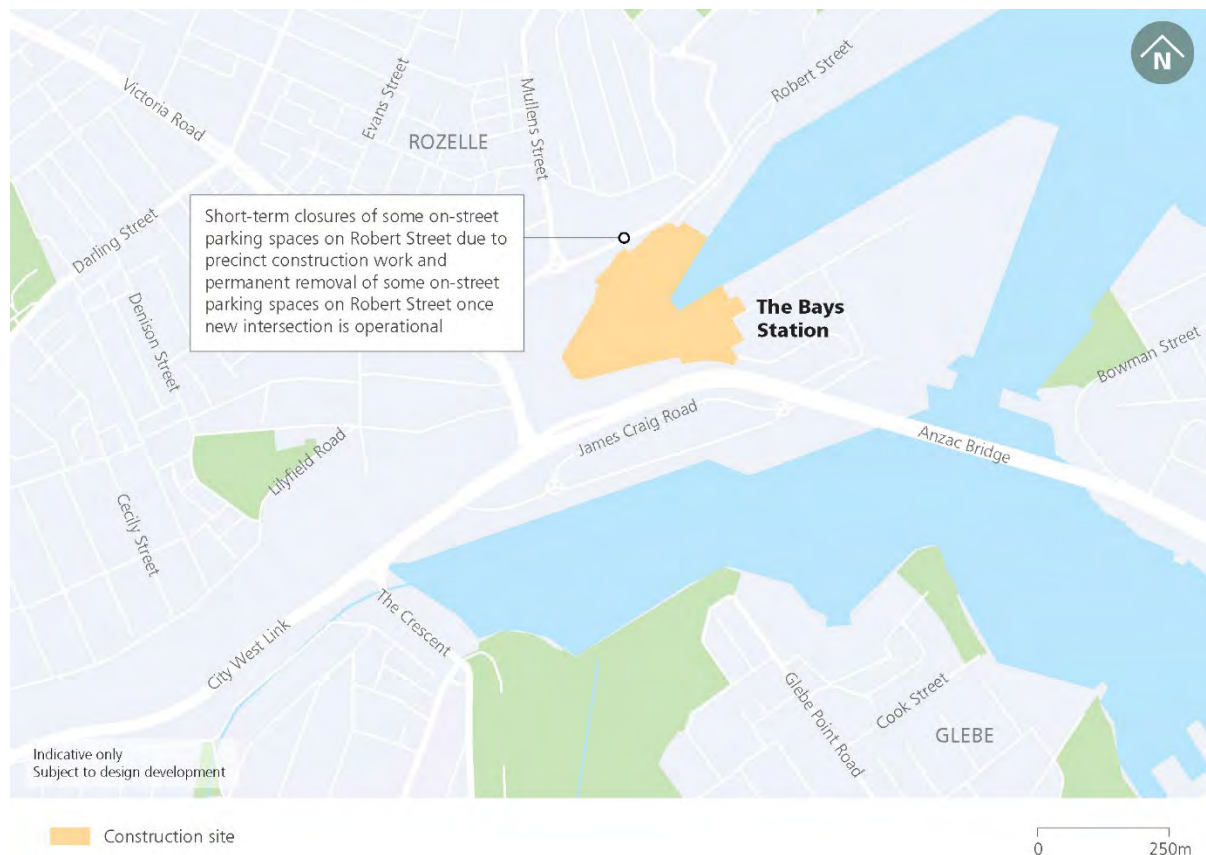 N
Robert Street
Mullens Street
Evans Street
Victoria Road
ROZELLE
Short-term closures of some on-street
parking spaces on Robert Street due to
precinct construction work and
permanent removal of some on-street
parking spaces on Robert Street once
new intersection is operational
Darling Street
The Bays
Station
Denison Street
Bowman Street
James Craig Road
Anzac Bridge
Lilyfield Road
Cecily Street
The Crescent
City West Link
Glebe Point Road
Cook Street
GLEBE
Indicative only
Subject to design development
Construction site
0 250m